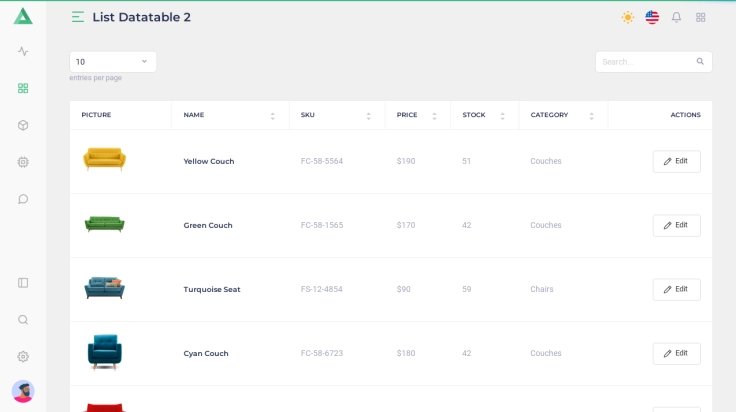 List Datatable 2
10
entries per page
Search...
PICTURE NAME SKU PRICE STOCK CATEGORY ACTIONS
Yellow Couch FC-58-5564 $190 51 Couches Edit
Green Couch FC-58-1565 $170 42 Couches Edit
Turquoise Seat FS-12-4854 $90 59 Chairs Edit
Cyan Couch FC-58-6723 $180 42 Couches Edit